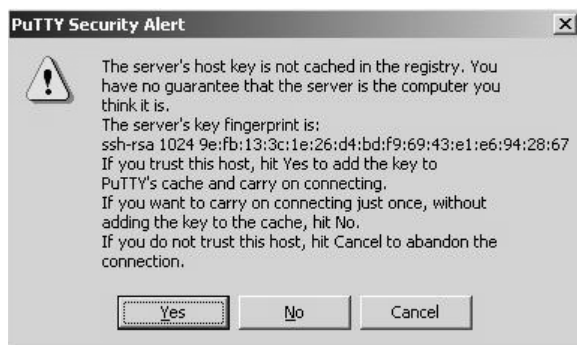 PuTTY Security Alert
The server's host key is not cached in the registry. You
have no guarantee that the server is the computer you
think it is.
The server's key fingerprint is:
ssh-rsa 1024 9e:fb:13:3c:1e:26:d4:bd:f9:69:43:e1:e6:94:28:67
If you trust this host, hit Yes to add the key to
PuTTY's cache and carry on connecting.
If you want to carry on connecting just once, without
adding the key to the cache, hit No.
If you do not trust this host, hit Cancel to abandon the
connection.
Yes No Cancel